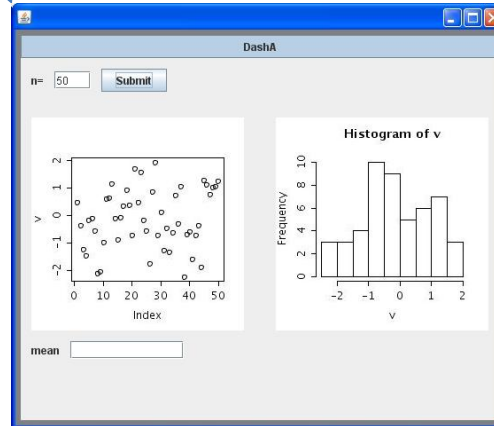 DashA
n= 50 Submit
v
2
1
0
-1
-2
0 10 20 30 40 50
Index
Histogram of v
Frequency
10
8
6
4
2
0
-2 -1 0 1 2
v
mean